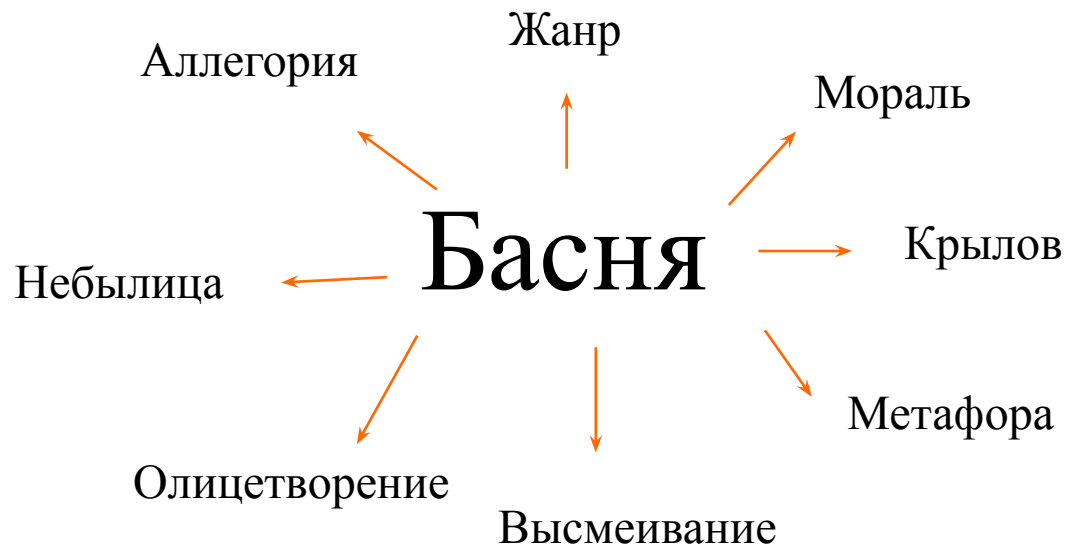 Жанр
Аллегория
Мораль
Басня
Крылов
Небылица
Метафора
Олицетворение
Высмеивание